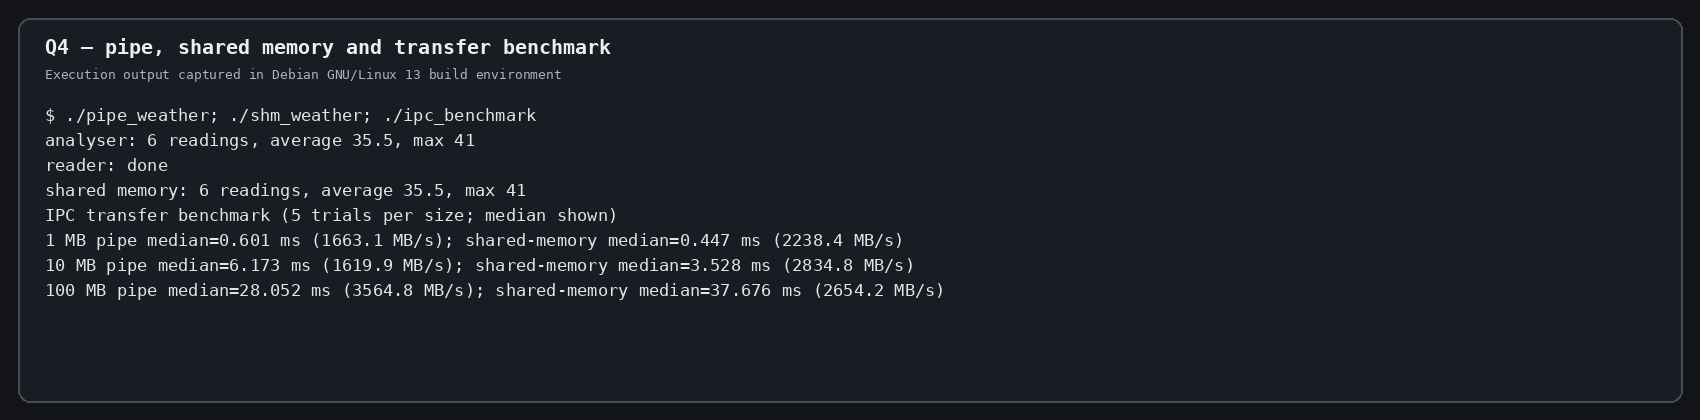 Q4 — pipe, shared memory and transfer benchmark
Execution output captured in Debian GNU/Linux 13 build environment
$ ./pipe_weather; ./shm_weather; ./ipc_benchmark
analyser: 6 readings, average 35.5, max 41
reader: done
shared memory: 6 readings, average 35.5, max 41
IPC transfer benchmark (5 trials per size; median shown)
1 MB pipe median=0.601 ms (1663.1 MB/s); shared-memory median=0.447 ms (2238.4 MB/s)
10 MB pipe median=6.173 ms (1619.9 MB/s); shared-memory median=3.528 ms (2834.8 MB/s)
100 MB pipe median=28.052 ms (3564.8 MB/s); shared-memory median=37.676 ms (2654.2 MB/s)